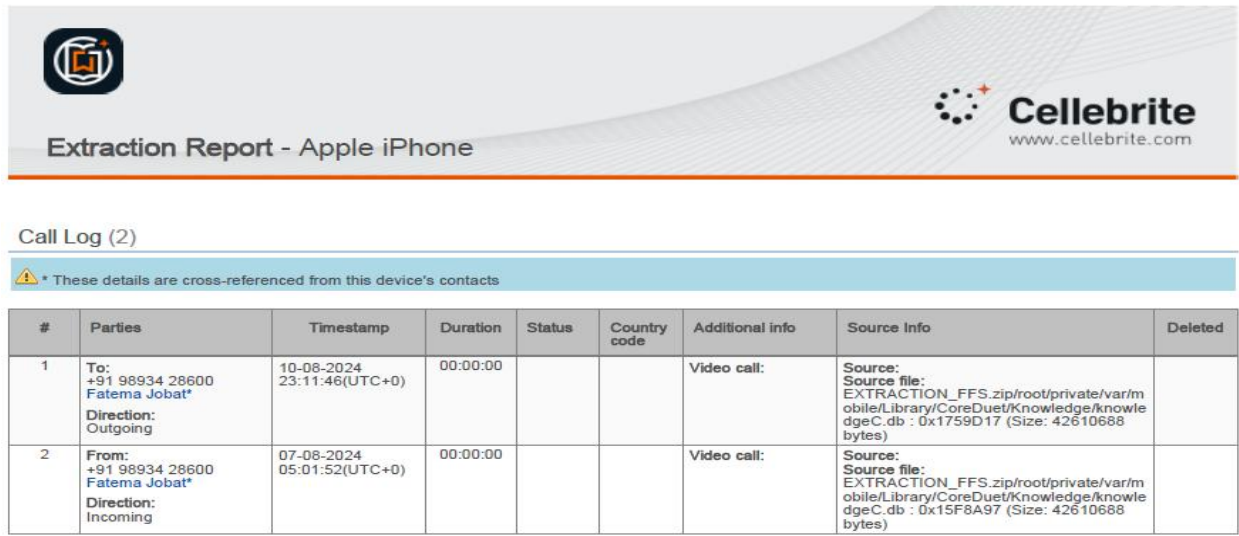 Cellebrite
www.cellebrite.com
Extraction Report - Apple iPhone
Call Log (2)
* These details are cross-referenced from this device's contacts
# Parties Timestamp Duration Status Country code Additional info Source Info Deleted
1
To:
+91 98934 28600
Fatema Jobat*
Direction:
Outgoing
10-08-2024
23:11:46(UTC+0)
00:00:00
Video call:
Source:
Source file:
EXTRACTION_FFS.zip/root/private/var/m
obile/Library/CoreDuet/Knowledge/knowle
dgeC.db : 0x1759D17 (Size: 42610688
bytes)
2
From:
+91 98934 28600
Fatema Jobat*
Direction:
Incoming
07-08-2024
05:01:52(UTC+0)
00:00:00
Video call:
Source:
Source file:
EXTRACTION_FFS.zip/root/private/var/m
obile/Library/CoreDuet/Knowledge/knowle
dgeC.db : 0x15F8A97 (Size: 42610688
bytes)